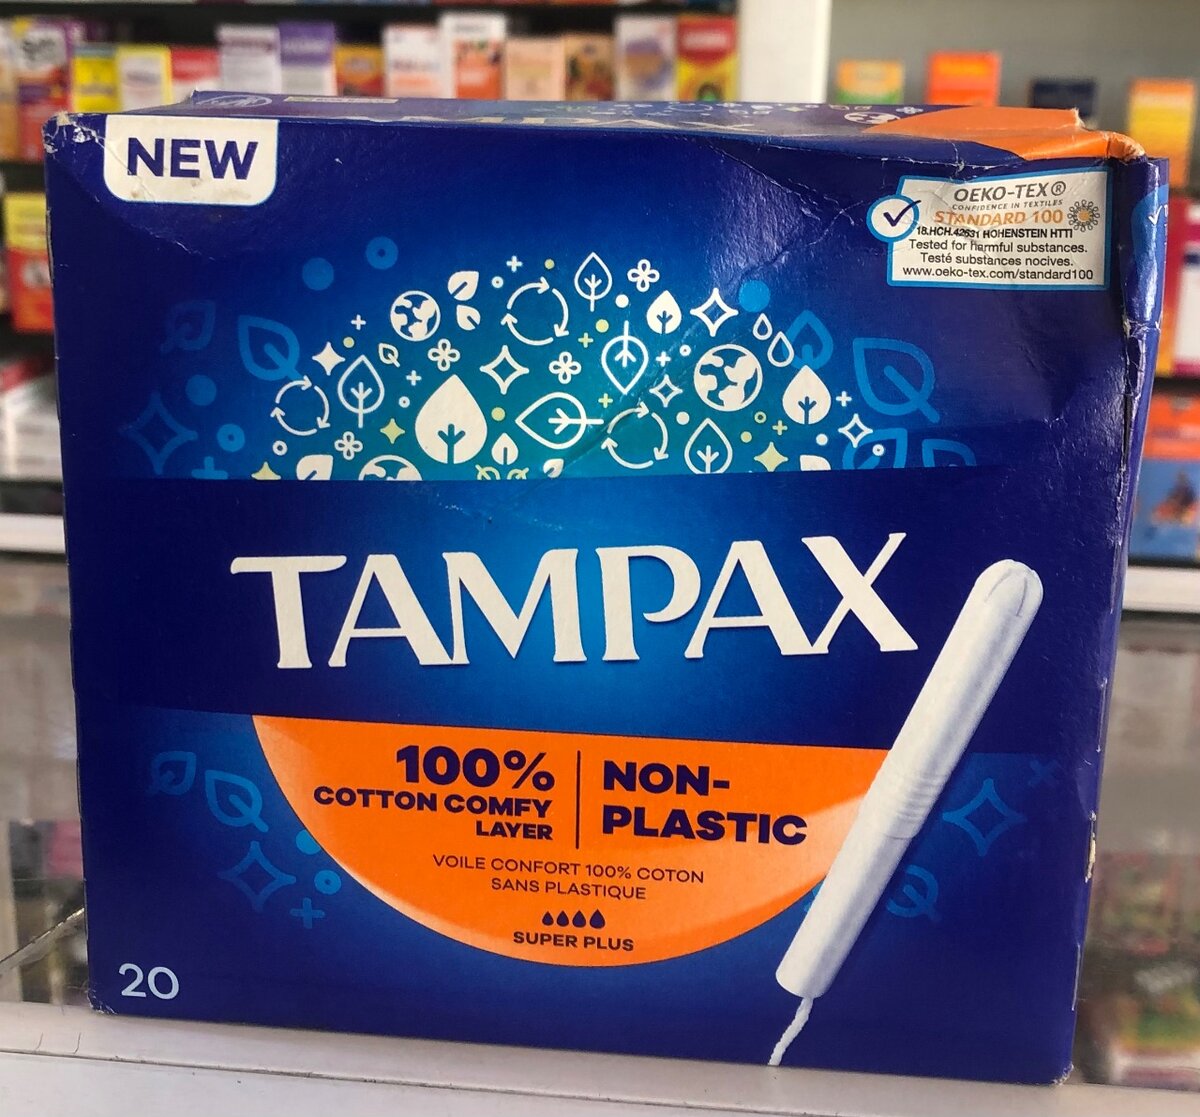 NEW
OEKO-TEX®
CONFIDENCE IN TEXTILES
STANDARD 100
18.HCH.42631 HOHENSTEIN HTTI
Tested for harmful substances.
Testé substances nocives.
www.oeko-tex.com/standard100
TAMPAX
100%
COTTON COMFY
LAYER
NON-
PLASTIC
VOILE CONFORT 100% COTON
SANS PLASTIQUE
SUPER PLUS
20